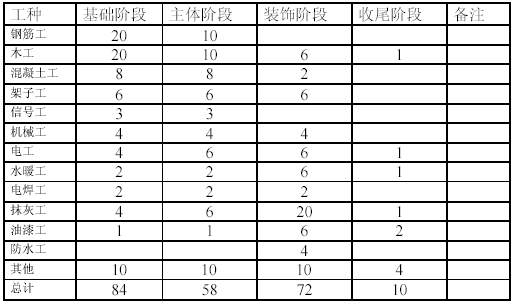 工种 基础阶段 主体阶段 装饰阶段 收尾阶段 备注
钢筋工 20 10
木工 20 10 6 1
混凝土工 8 8 2
架子工 6 6 6
信号工 3 3
机械工 4 4 4
电工 4 6 6 1
水暖工 2 2 6 1
电焊工 2 2 2
抹灰工 4 6 20 1
油漆工 1 1 6 2
防水工 4
其他 10 10 10 4
总计 84 58 72 10